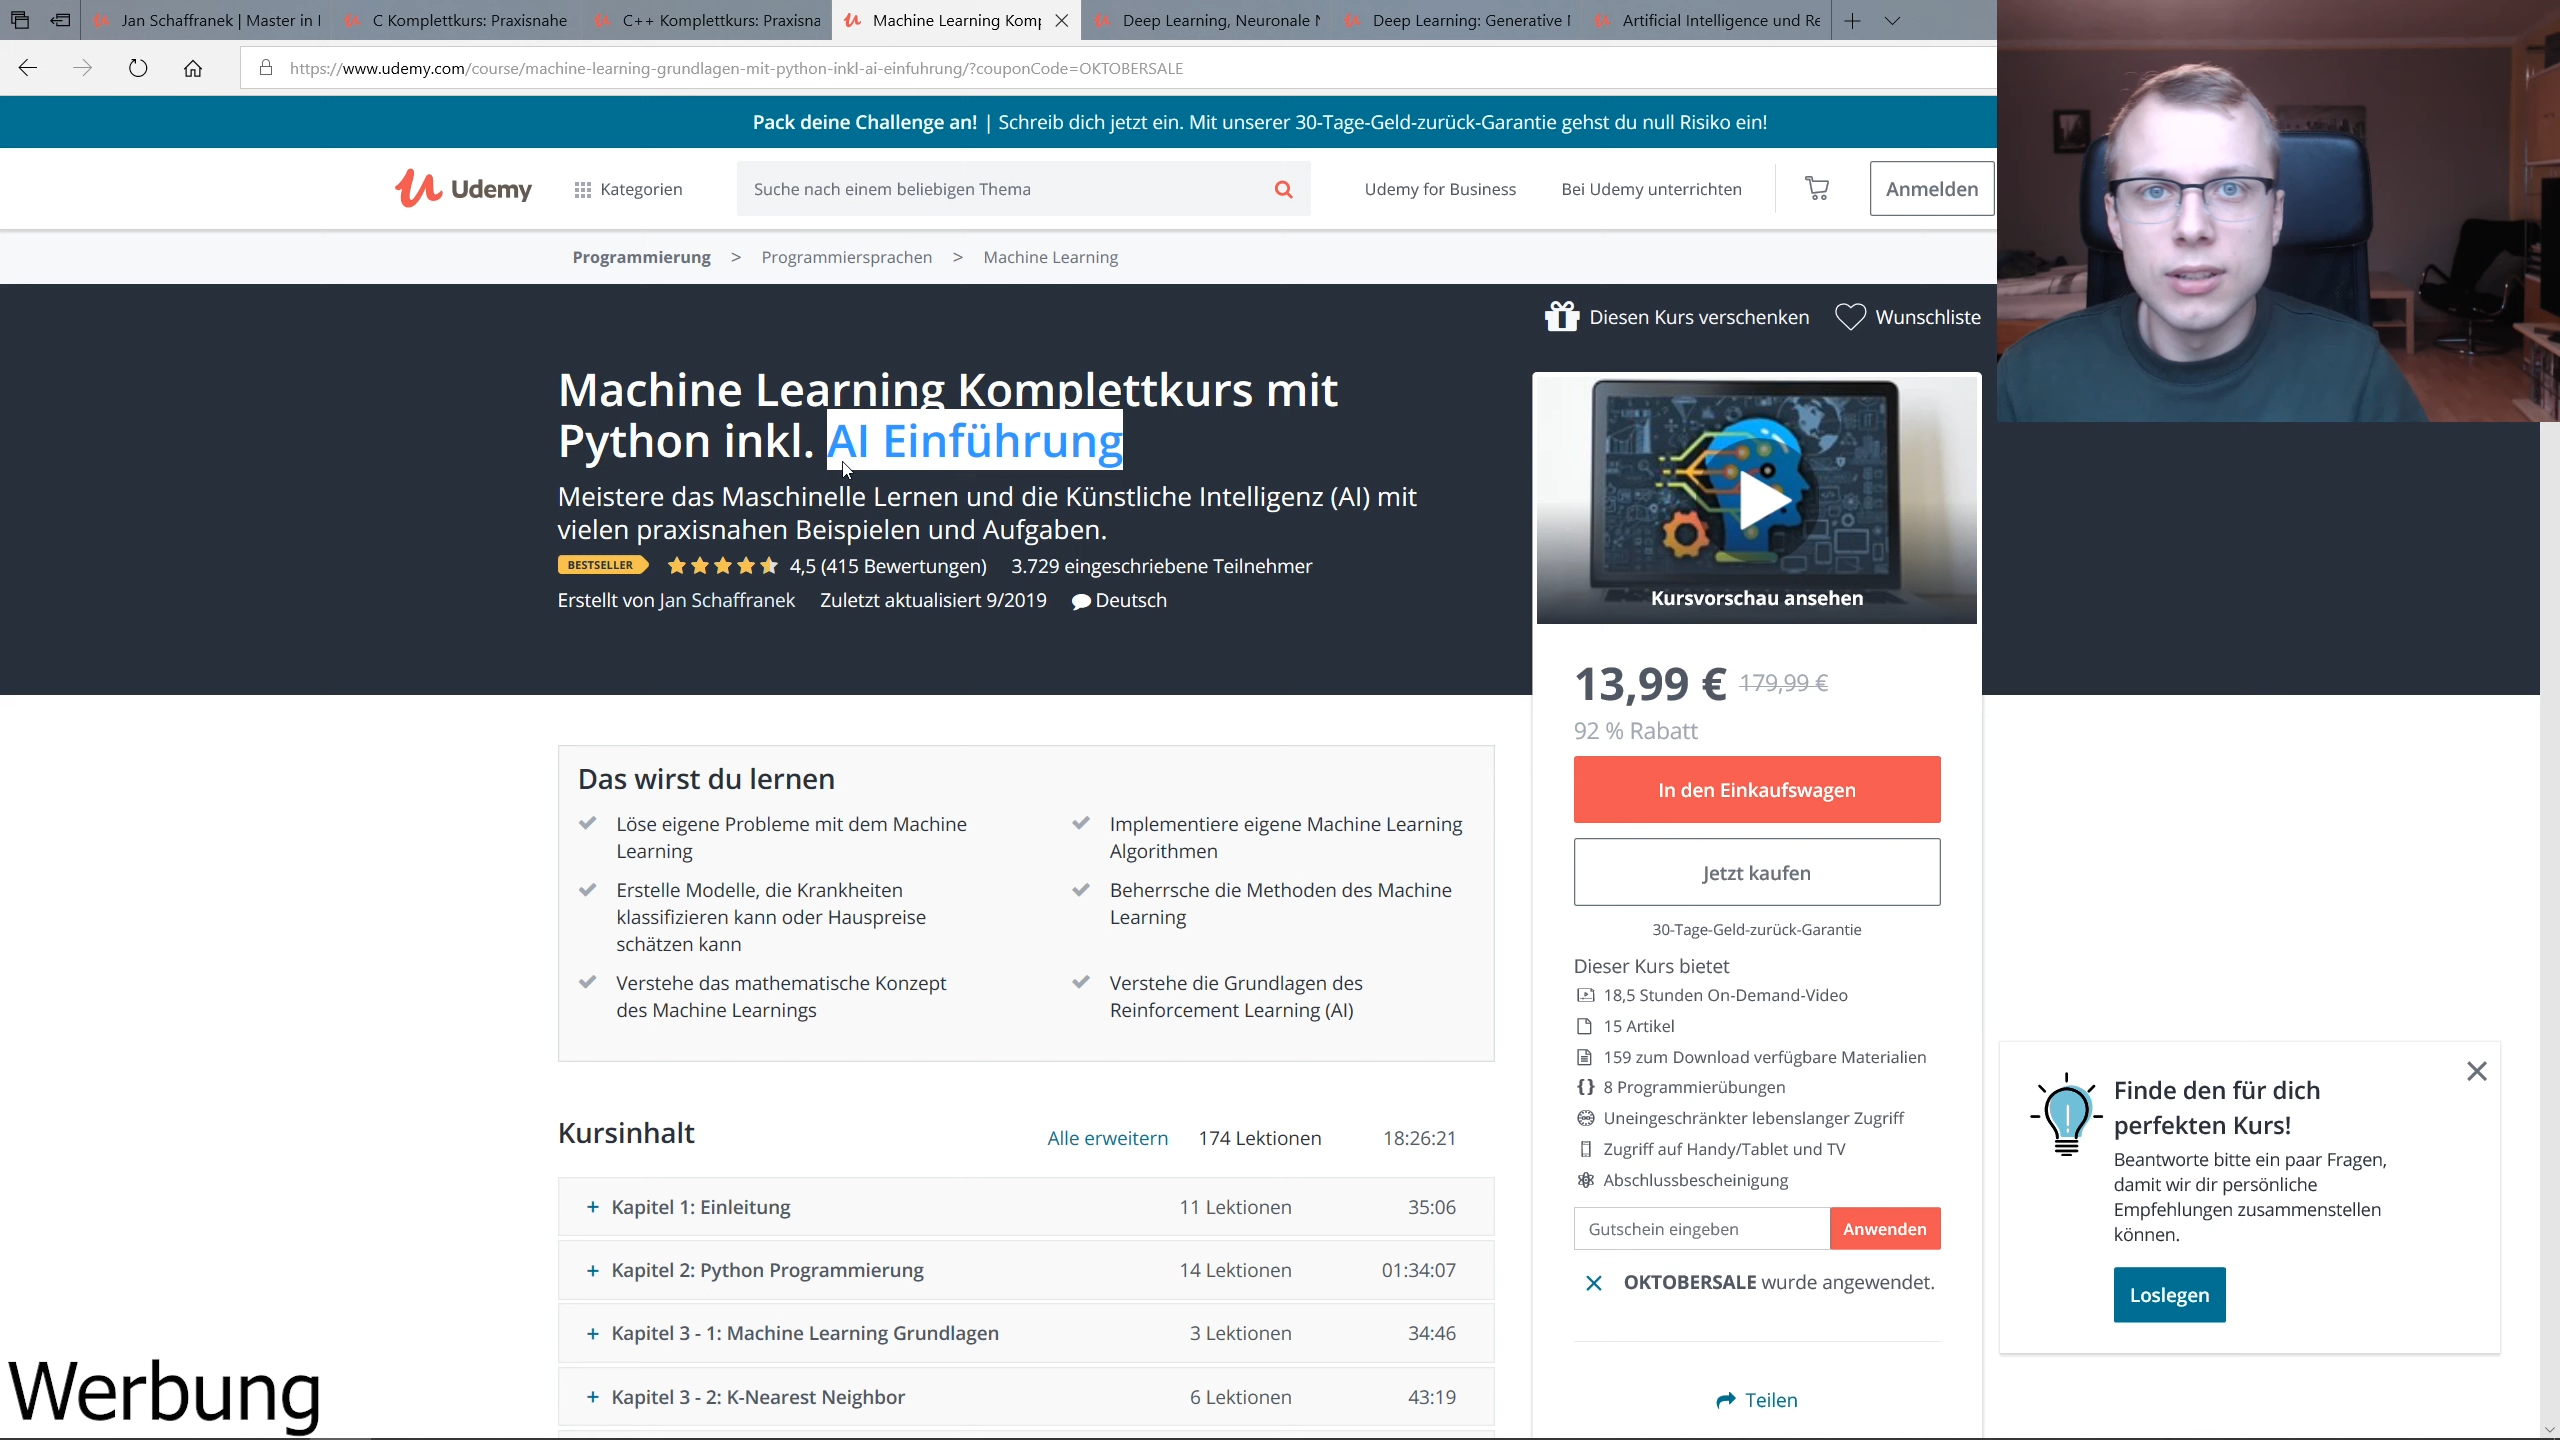 Jan Schaffranek | Master in I
C Komplettkurs: Praxisnahe
C++ Komplettkurs: Praxisna
Machine Learning Komp
Deep Learning, Neuronale N
Deep Learning: Generative I
Artificial Intelligence und Re
https://www.udemy.com/course/machine-learning-grundlagen-mit-python-inkl-ai-einfuhrung/?couponCode=OKTOBERSALE
Pack deine Challenge an! | Schreib dich jetzt ein. Mit unserer 30-Tage-Geld-zurück-Garantie gehst du null Risiko ein!
Udemy
Kategorien
Suche nach einem beliebigen Thema
Udemy for Business
Bei Udemy unterrichten
Anmelden
Programmierung > Programmiersprachen > Machine Learning
Diesen Kurs verschenken
Wunschliste
Machine Learning Komplettkurs mit
Python inkl. AI Einführung
Meistere das Maschinelle Lernen und die Künstliche Intelligenz (AI) mit
vielen praxisnahen Beispielen und Aufgaben.
BESTSELLER 4,5 (415 Bewertungen) 3.729 eingeschriebene Teilnehmer
Erstellt von Jan Schaffranek Zuletzt aktualisiert 9/2019 Deutsch
Kursvorschau ansehen
13,99 € 179,99 €
92 % Rabatt
In den Einkaufswagen
Jetzt kaufen
30-Tage-Geld-zurück-Garantie
Dieser Kurs bietet
18,5 Stunden On-Demand-Video
15 Artikel
159 zum Download verfügbare Materialien
8 Programmierübungen
Uneingeschränkter lebenslanger Zugriff
Zugriff auf Handy/Tablet und TV
Abschlussbescheinigung
Gutschein eingeben
Anwenden
OKTOBERSALE wurde angewendet.
Teilen
Das wirst du lernen
Löse eigene Probleme mit dem Machine
Learning
Implementiere eigene Machine Learning
Algorithmen
Erstelle Modelle, die Krankheiten
klassifizieren kann oder Hauspreise
schätzen kann
Beherrsche die Methoden des Machine
Learning
Verstehe das mathematische Konzept
des Machine Learnings
Verstehe die Grundlagen des
Reinforcement Learning (AI)
Kursinhalt
Alle erweitern 174 Lektionen 18:26:21
+ Kapitel 1: Einleitung 11 Lektionen 35:06
+ Kapitel 2: Python Programmierung 14 Lektionen 01:34:07
+ Kapitel 3 - 1: Machine Learning Grundlagen 3 Lektionen 34:46
+ Kapitel 3 - 2: K-Nearest Neighbor 6 Lektionen 43:19
Finde den für dich
perfekten Kurs!
Beantworte bitte ein paar Fragen,
damit wir dir persönliche
Empfehlungen zusammenstellen
können.
Loslegen
Werbung